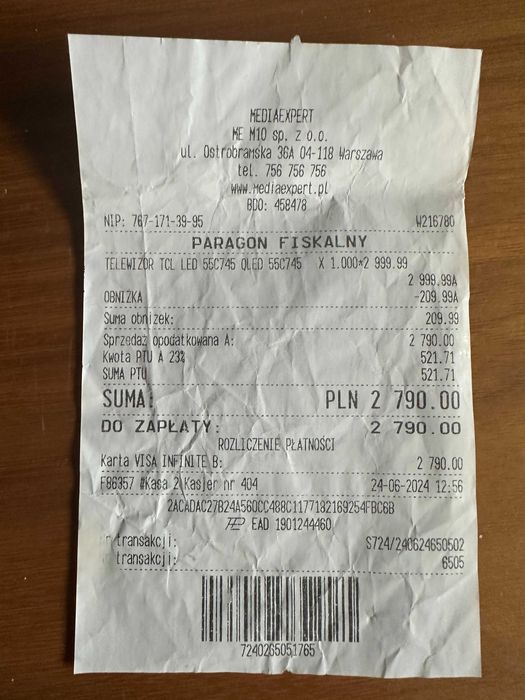 MEDIAEXPERT
ME M10 sp. z o.o.
ul. Ostrobramska 36A 04-118 Warszawa
tel. 756 756 756
www.mediaexpert.pl
BDO: 458478
NIP: 767-171-39-95 W216780
PARAGON FISKALNY
TELEWIZOR TCL LED 55C745 QLED 55C745 X 1.000*2 999.99
2 999.99A
OBNIŻKA -209.99A
Suma obniżek: 209.99
Sprzedaż opodatkowana A: 2 790.00
Kwota PTU A 23% 521.71
SUMA PTU 521.71
SUMA: PLN 2 790.00
DO ZAPŁATY: 2 790.00
ROZLICZENIE PŁATNOŚCI
Karta VISA INFINITE B: 2 790.00
F86357 #Kasa 2 Kasjer nr 404 24-06-2024 12:56
2ACADAC27B24A560CC488C1177182169254FBC6B
EAD 1901244460
r transakcji: S724/240624650502
transakcji: 6505
7240265051765